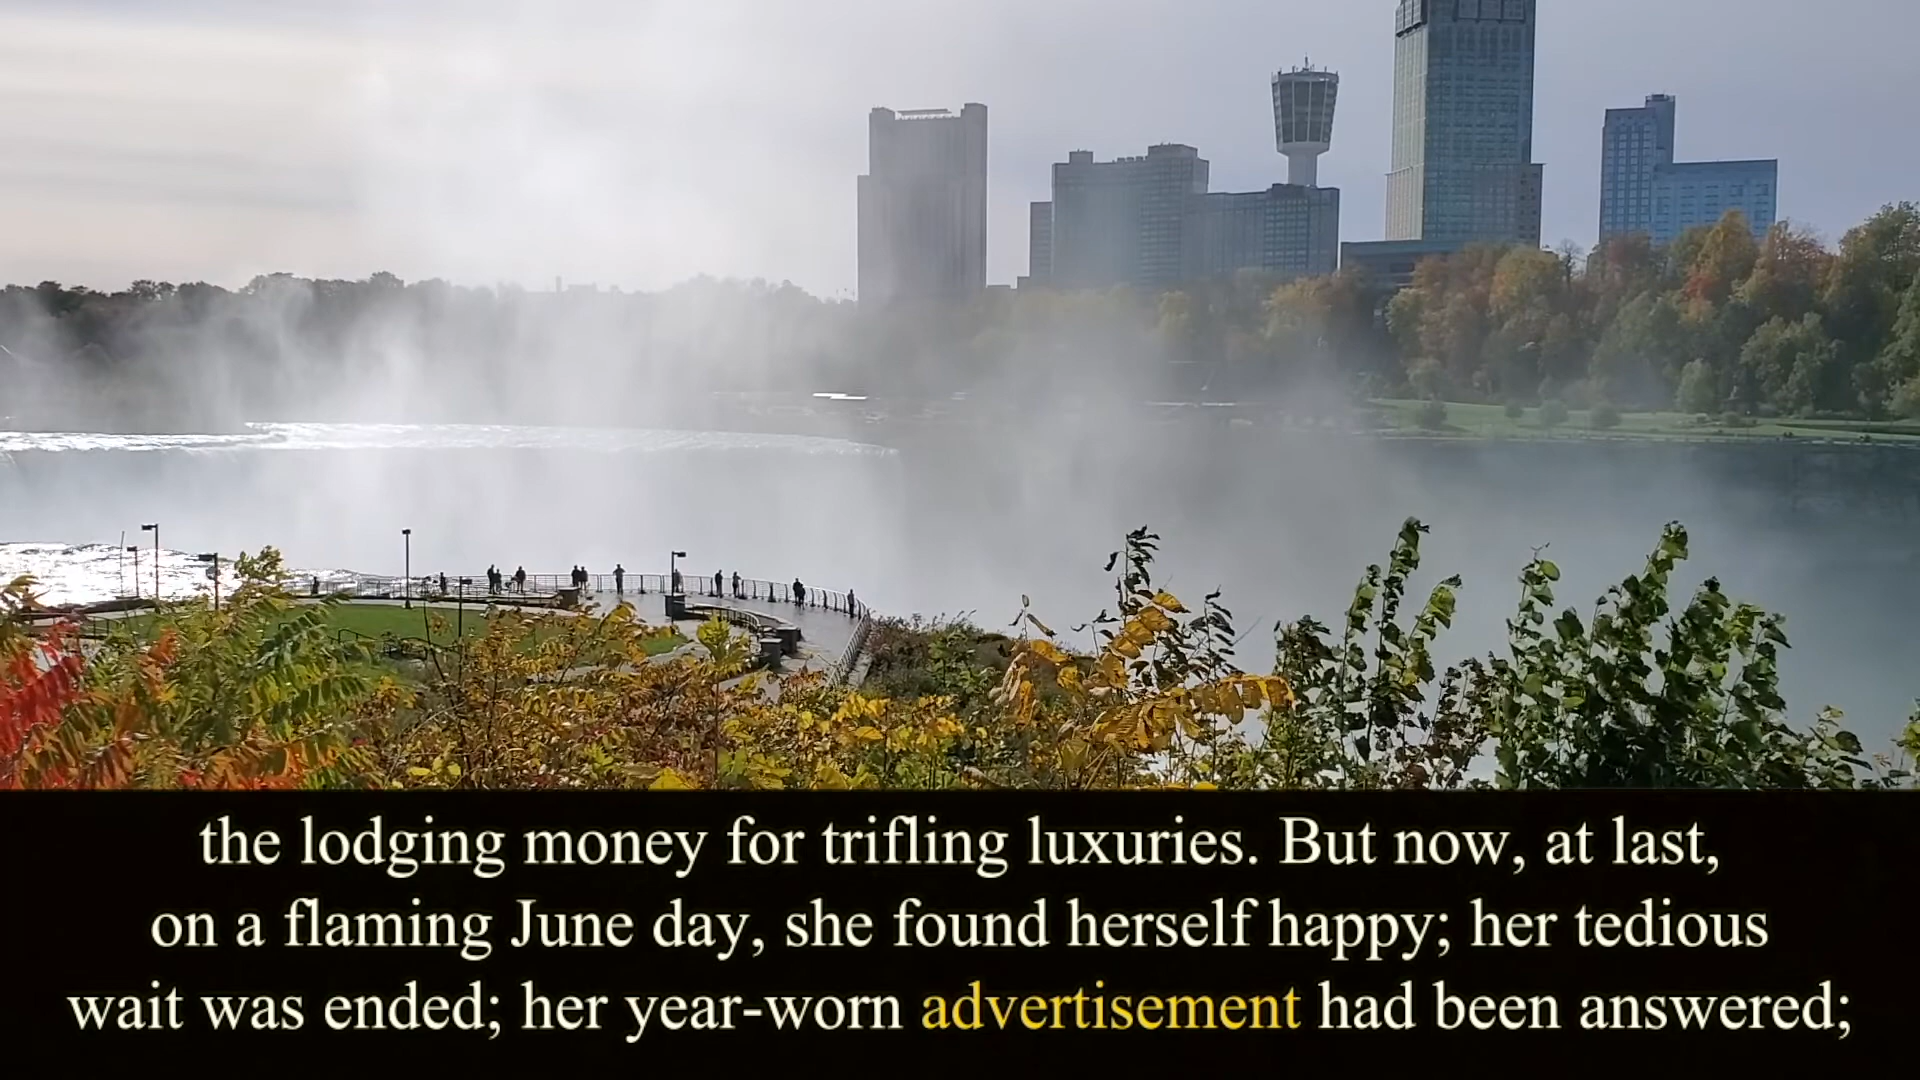 the lodging money for trifling luxuries. But now, at last,
on a flaming June day, she found herself happy; her tedious
wait was ended; her year-worn advertisement had been answered;